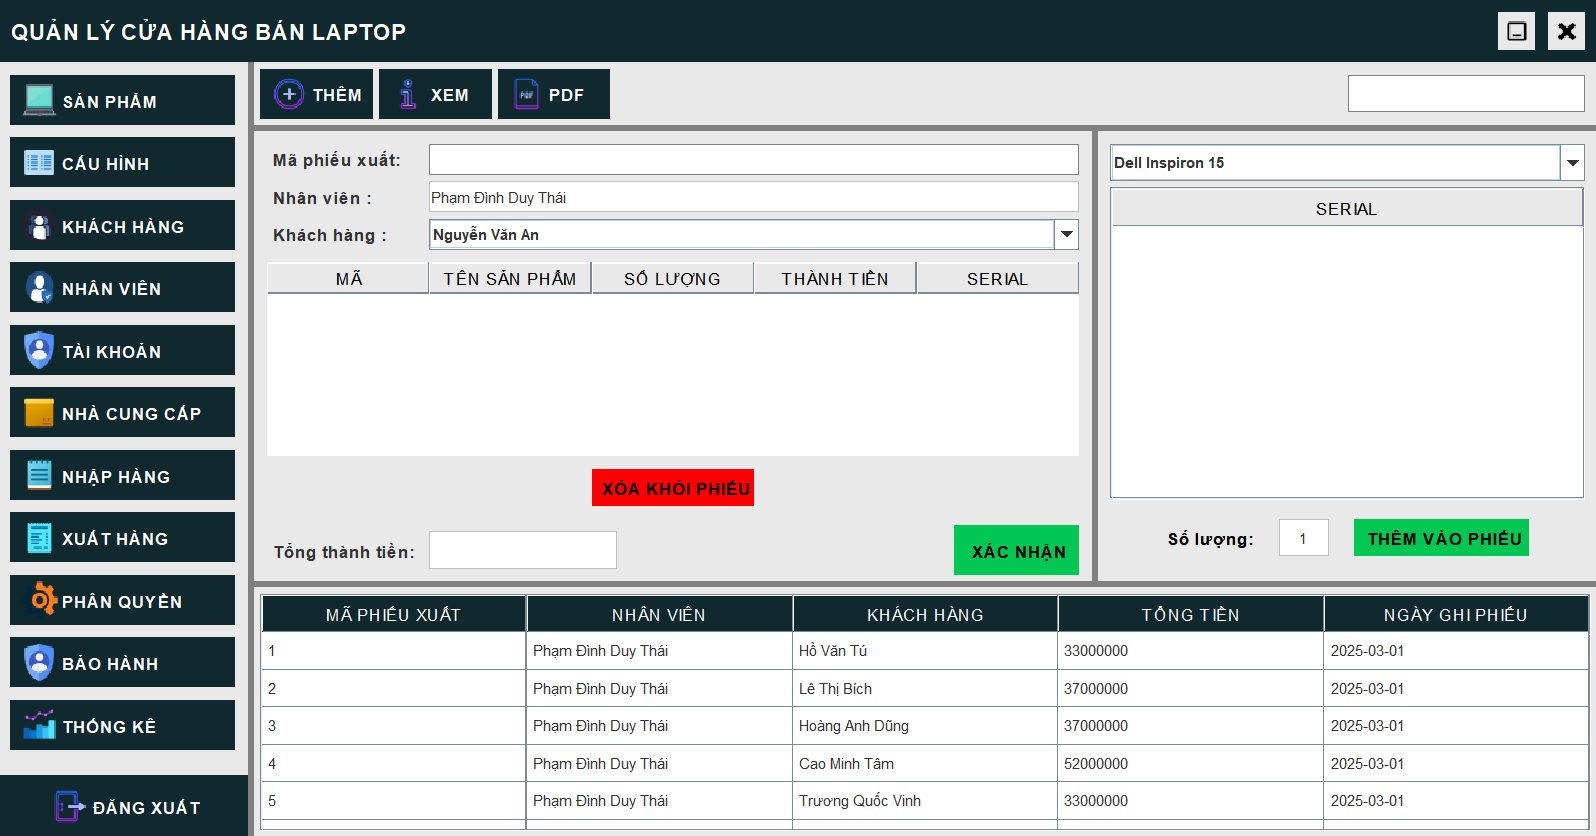 QUẢN LÝ CỬA HÀNG BÁN LAPTOP
SẢN PHẨM
CẤU HÌNH
KHÁCH HÀNG
NHÂN VIÊN
TÀI KHOẢN
NHÀ CUNG CẤP
NHẬP HÀNG
XUẤT HÀNG
PHÂN QUYỀN
BẢO HÀNH
THỐNG KÊ
ĐĂNG XUẤT
THÊM XEM PDF
Mã phiếu xuất:
Nhân viên : Phạm Đình Duy Thái
Khách hàng : Nguyễn Văn An
MÃ TÊN SẢN PHẨM SỐ LƯỢNG THÀNH TIỀN SERIAL
XÓA KHỎI PHIẾU
Tổng thành tiền: XÁC NHẬN
Dell Inspiron 15
SERIAL
Số lượng: 1 THÊM VÀO PHIẾU
MÃ PHIẾU XUẤT NHÂN VIÊN KHÁCH HÀNG TỔNG TIỀN NGÀY GHI PHIẾU
1 Phạm Đình Duy Thái Hồ Văn Tú 33000000 2025-03-01
2 Phạm Đình Duy Thái Lê Thị Bích 37000000 2025-03-01
3 Phạm Đình Duy Thái Hoàng Anh Dũng 37000000 2025-03-01
4 Phạm Đình Duy Thái Cao Minh Tâm 52000000 2025-03-01
5 Phạm Đình Duy Thái Trương Quốc Vinh 33000000 2025-03-01